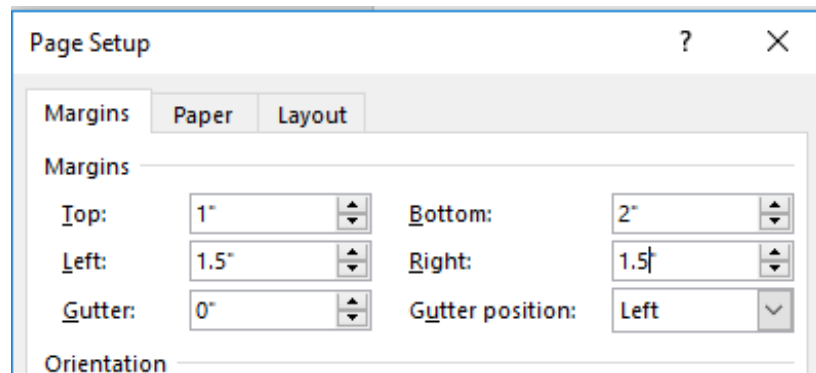 Page Setup ?
Margins Paper Layout
Margins
Top: 1" Bottom: 2"
Left: 1.5" Right: 1.5"
Gutter: 0" Gutter position: Left
Orientation